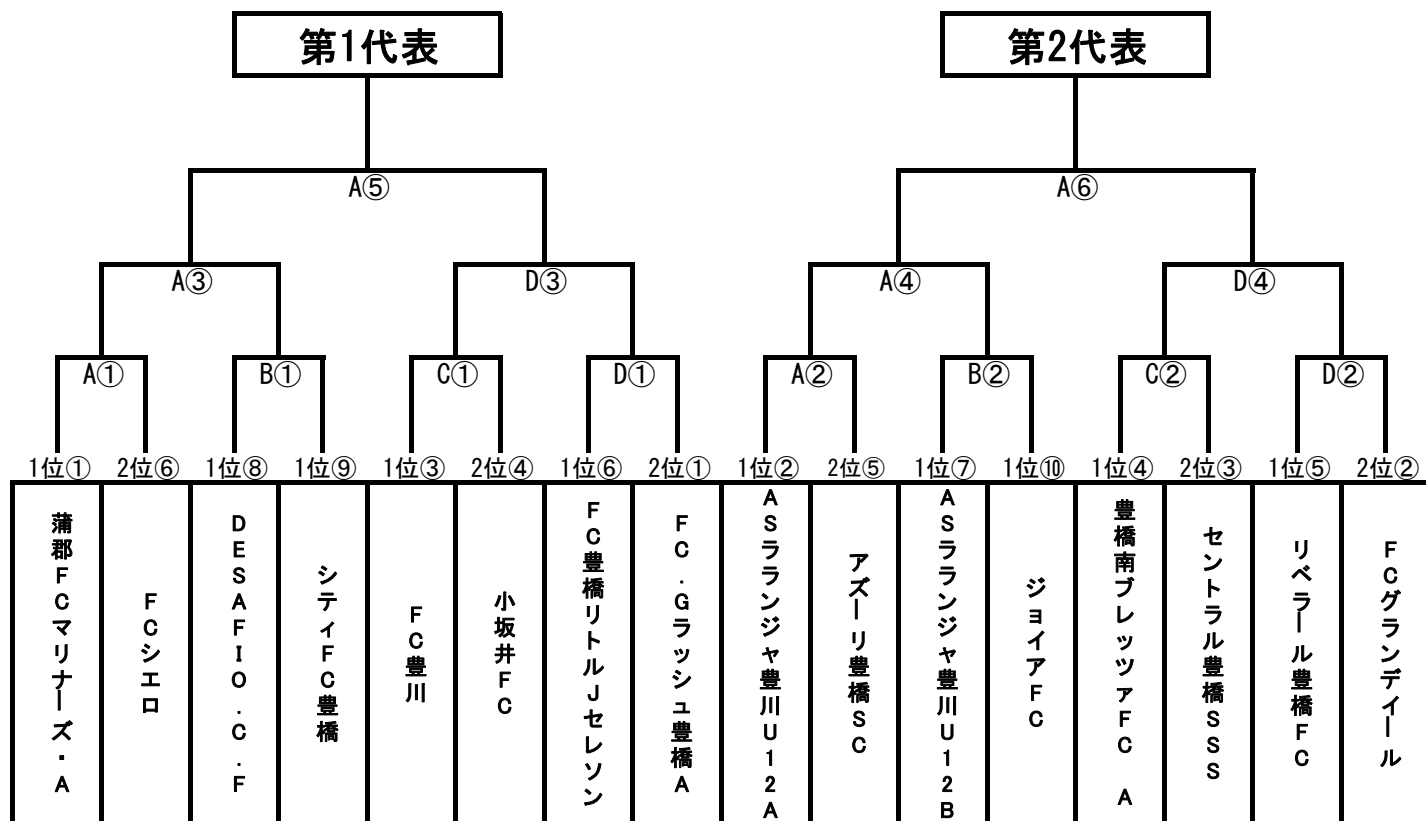 第1代表
第2代表
A⑤
A⑥
A③
D③
A④
D④
A①
B①
C①
D①
A②
B②
C②
D②
1位①
2位⑥
1位⑧
1位⑨
1位③
2位④
1位⑥
2位①
1位②
2位⑤
1位⑦
1位⑩
1位④
2位③
1位⑤
2位②
蒲郡FCマリナーズ・A
FCシエロ
DESAFIO.C.F
シティFC豊橋
FC豊川
小坂井FC
FC豊橋リトルJセレソン
FC.Gラッシュ豊橋A
ASラランジャ豊川U12A
アズーリ豊橋SC
ASラランジャ豊川U12B
ジョイアFC
豊橋南ブレッツァFC A
セントラル豊橋SSS
リベラール豊橋FC
FCグランディール